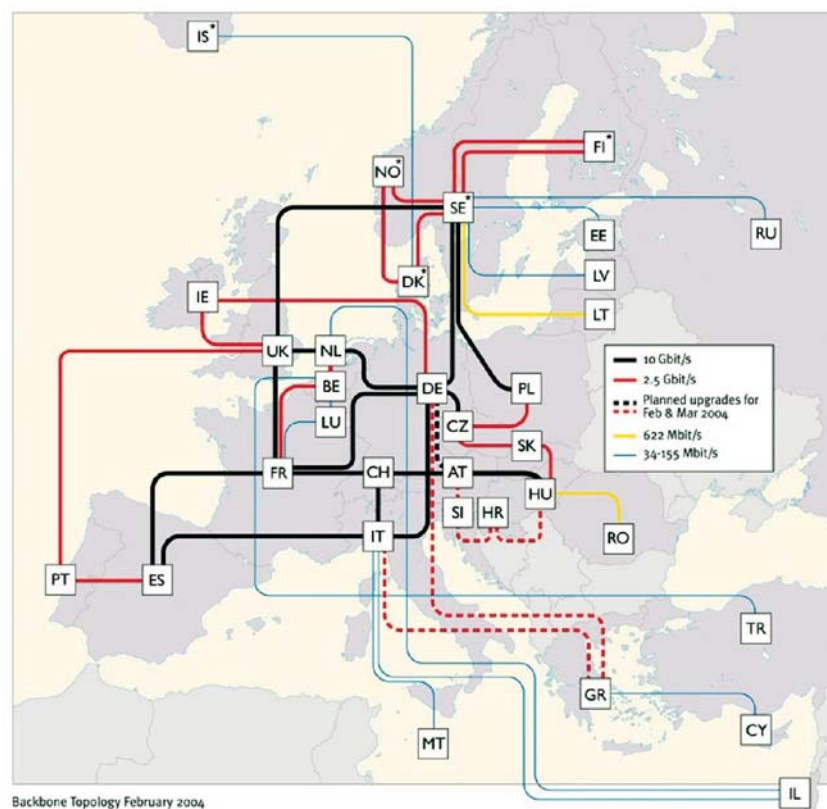 IS*
FI*
NO*
SE*
RU
EE
DK*
LV
IE
LT
UK
NL
10 Gbit/s
2.5 Gbit/s
Planned upgrades for
Feb & Mar 2004
622 Mbit/s
34-155 Mbit/s
BE
DE
PL
LU
CZ
SK
FR
CH
AT
HU
SI
HR
IT
RO
PT
ES
TR
GR
CY
MT
IL
Backbone Topology February 2004